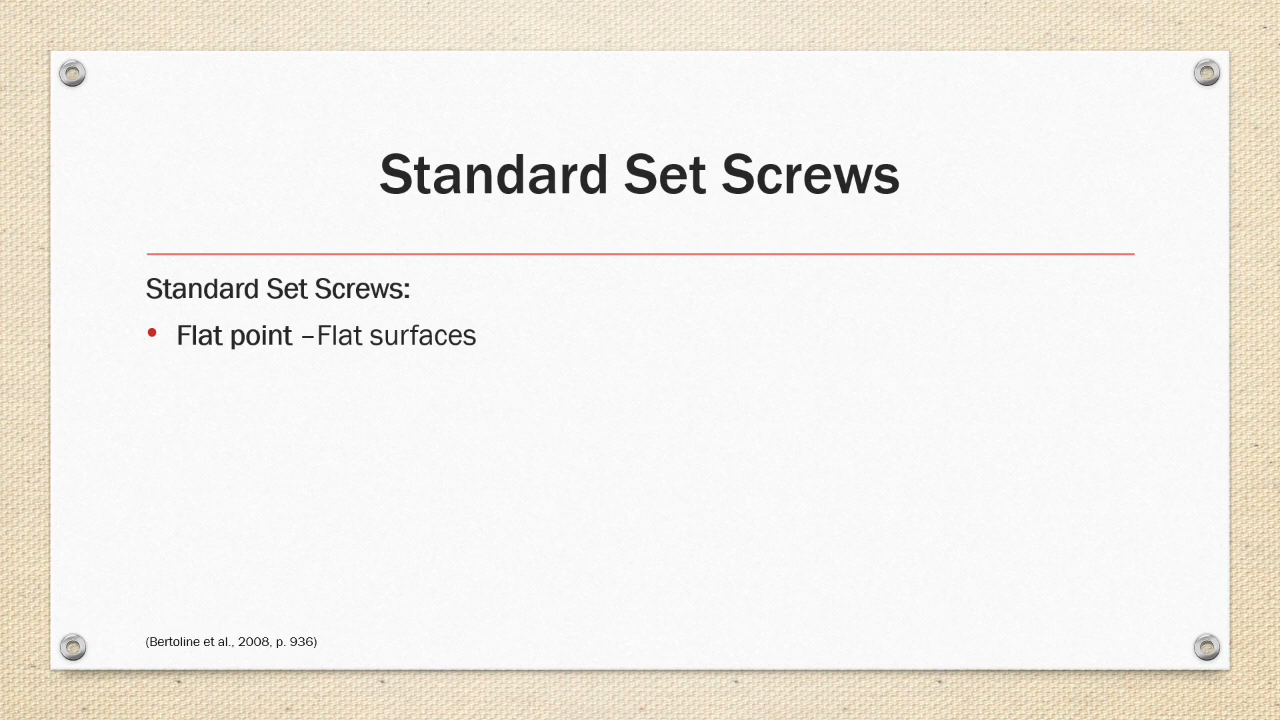 Standard Set Screws
Standard Set Screws:
• Flat point –Flat surfaces
(Bertoline et al., 2008, p. 936)